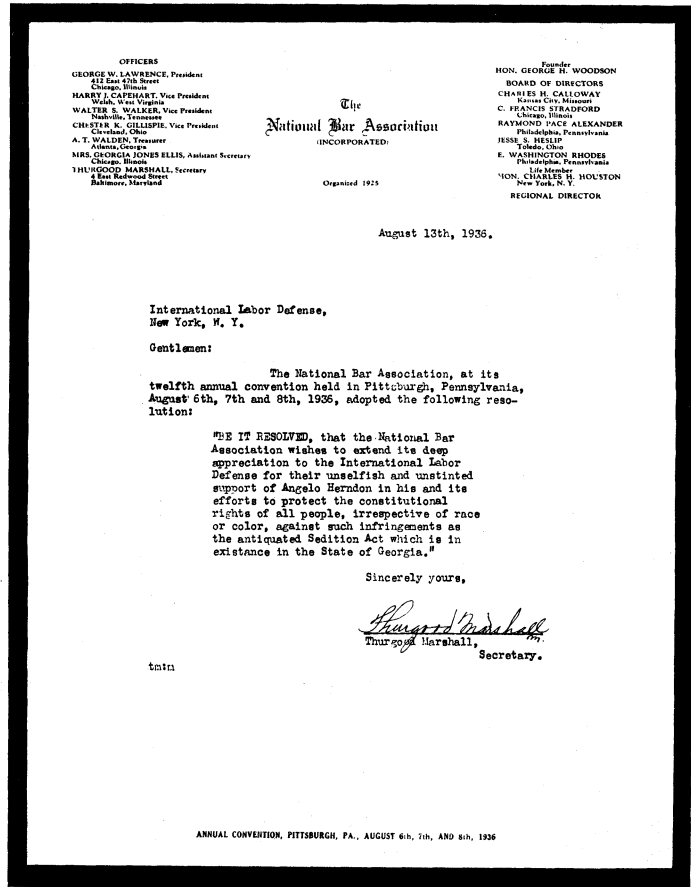 OFFICERS
GEORGE W. LAWRENCE, President
412 East 47th Street
Chicago, Illinois
HARRY J. CAPEHART, Vice President
Welsh, West Virginia
WALTER S. WALKER, Vice President
Nashville, Tennessee
CHESTER K. GILLISPIE, Vice President
Cleveland, Ohio
A. T. WALDEN, Treasurer
Atlanta, Georgia
MRS. GEORGIA JONES ELLIS, Assistant Secretary
Chicago, Illinois
THURGOOD MARSHALL, Secretary
4 East Redwood Street
Baltimore, Maryland
The
National Bar Association
(INCORPORATED)
Organized 1925
Founder
HON. GEORGE H. WOODSON
BOARD OF DIRECTORS
CHARLES H. CALLOWAY
Kansas City, Missouri
C. FRANCIS STRADFORD
Chicago, Illinois
RAYMOND PACE ALEXANDER
Philadelphia, Pennsylvania
JESSE S. HESLIP
Toledo, Ohio
E. WASHINGTON RHODES
Philadelphia, Pennsylvania
Life Member
HON. CHARLES H. HOUSTON
New York, N. Y.
REGIONAL DIRECTOR
August 13th, 1936.
International Labor Defense,
New York, N. Y.
Gentlemen:
The National Bar Association, at its
twelfth annual convention held in Pittsburgh, Pennsylvania,
August 6th, 7th and 8th, 1936, adopted the following reso-
lution:
"BE IT RESOLVED, that the National Bar
Association wishes to extend its deep
appreciation to the International Labor
Defense for their unselfish and unstinted
support of Angelo Herndon in his and its
efforts to protect the constitutional
rights of all people, irrespective of race
or color, against such infringements as
the antiquated Sedition Act which is in
existance in the State of Georgia."
Sincerely yours,
Thurgood Marshall
m.
Thurgood Marshall,
Secretary.
tm:m
ANNUAL CONVENTION, PITTSBURGH, PA., AUGUST 6th, 7th, AND 8th, 1936